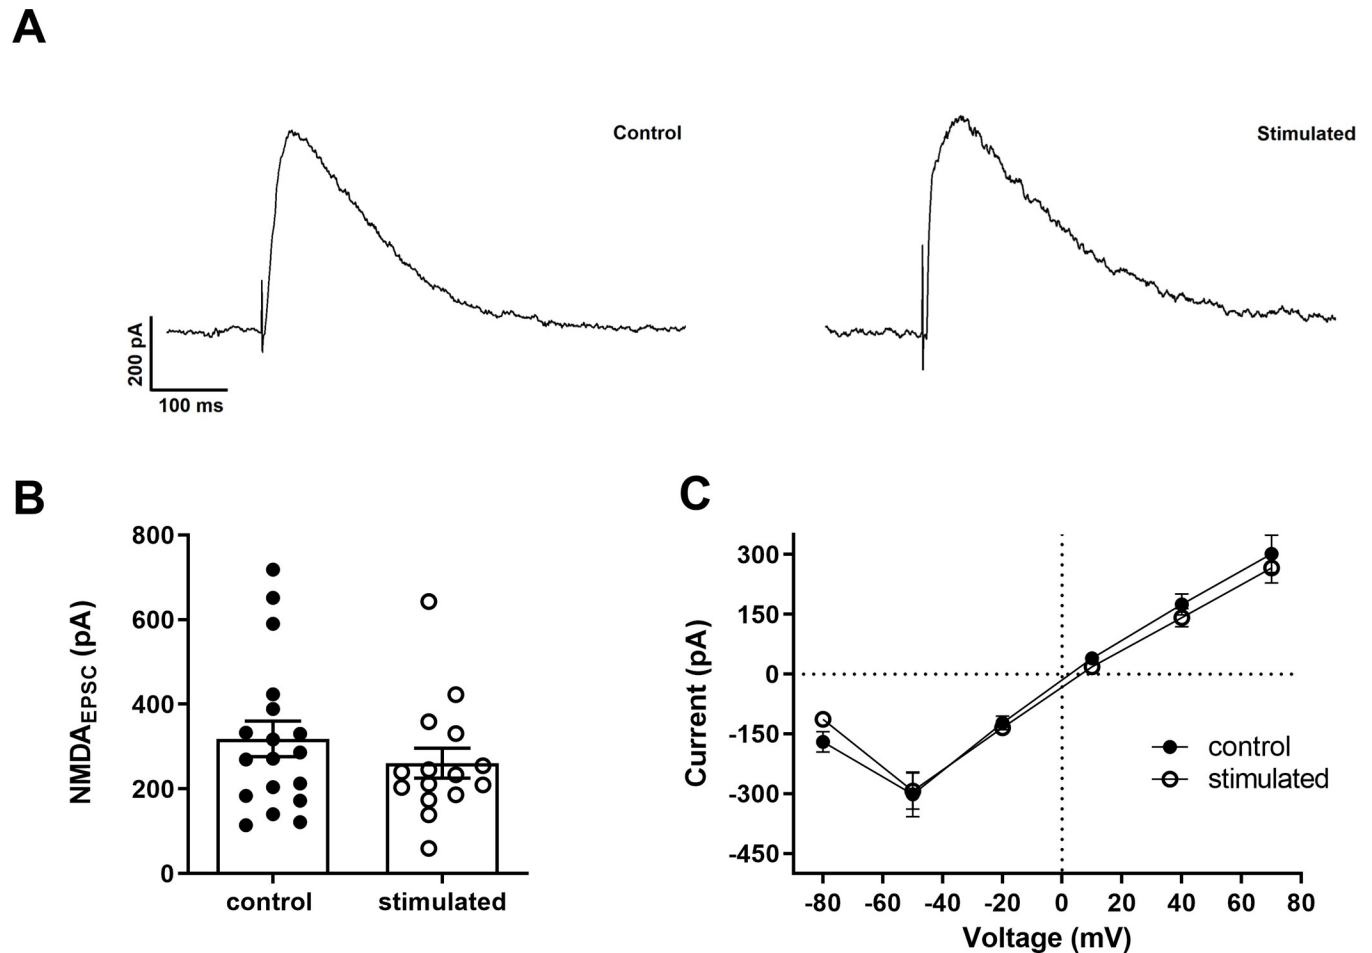 A
Control
Stimulated
200 pA
100 ms
B
NMDAEPSC (pA)
800
600
400
200
0
control
stimulated
C
Current (pA)
300
150
0
-150
-300
-450
control
stimulated
-80 -60 -40 -20 0 20 40 60 80
Voltage (mV)